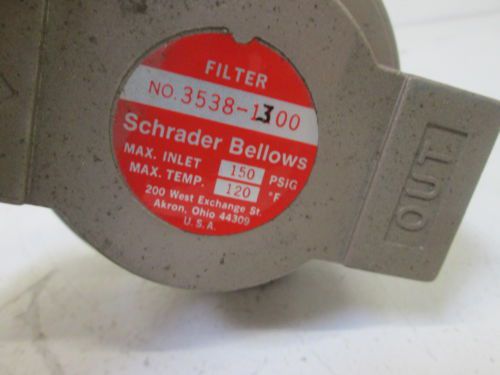 FILTER
NO. 3538-1300
Schrader Bellows
MAX. INLET 150 PSIG
MAX. TEMP. 120 °F
200 West Exchange St.
Akron, Ohio 44309
U.S.A.
OUT